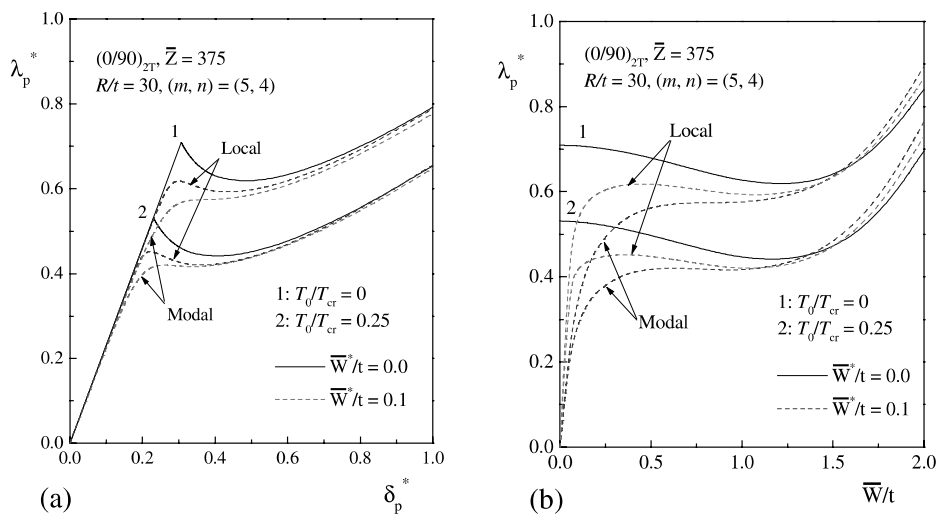 1.0
0.8
0.6
0.4
0.2
0.0
λp*
(0/90)2T, Z̅ = 375
R/t = 30, (m, n) = (5, 4)
1
Local
2
Modal
1: T0/Tcr = 0
2: T0/Tcr = 0.25
W̅*/t = 0.0
W̅*/t = 0.1
0.0 0.2 0.4 0.6 0.8 1.0
(a) δp*
1.0
0.8
0.6
0.4
0.2
0.0
λp*
(0/90)2T, Z̅ = 375
R/t = 30, (m, n) = (5, 4)
1
Local
2
Modal
1: T0/Tcr = 0
2: T0/Tcr = 0.25
W̅*/t = 0.0
W̅*/t = 0.1
0.0 0.5 1.0 1.5 2.0
(b) W̅/t